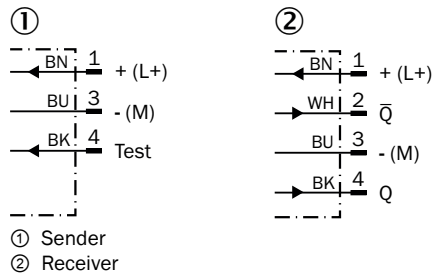 ① ②
BN 1 + (L+)
BU 3 - (M)
BK 4 Test
BN 1 + (L+)
WH 2 Q̅
BU 3 - (M)
BK 4 Q
① Sender
② Receiver